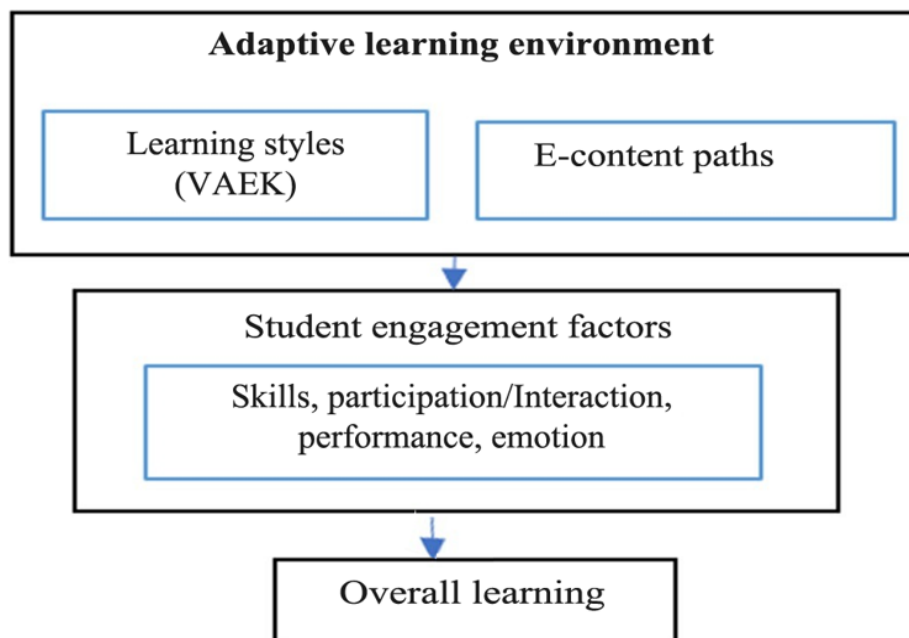 Adaptive learning environment
Learning styles
(VAEK)
E-content paths
Student engagement factors
Skills, participation/Interaction,
performance, emotion
Overall learning